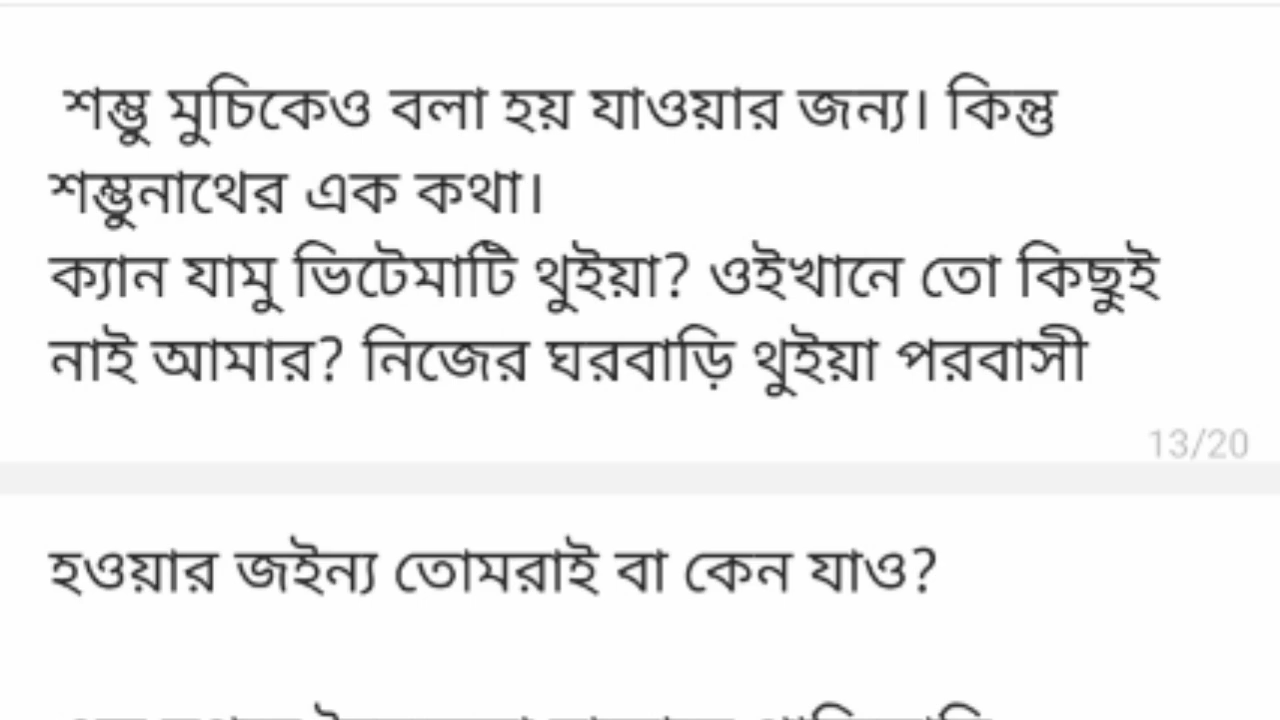 শম্ভু মুচিকেও বলা হয় যাওয়ার জন্য। কিন্তু
শম্ভুনাথের এক কথা।
ক্যান যামু ভিটেমাটি থুইয়া? ওইখানে তো কিছুই
নাই আমার? নিজের ঘরবাড়ি থুইয়া পরবাসী
13/20
হওয়ার জইন্য তোমরাই বা কেন যাও?